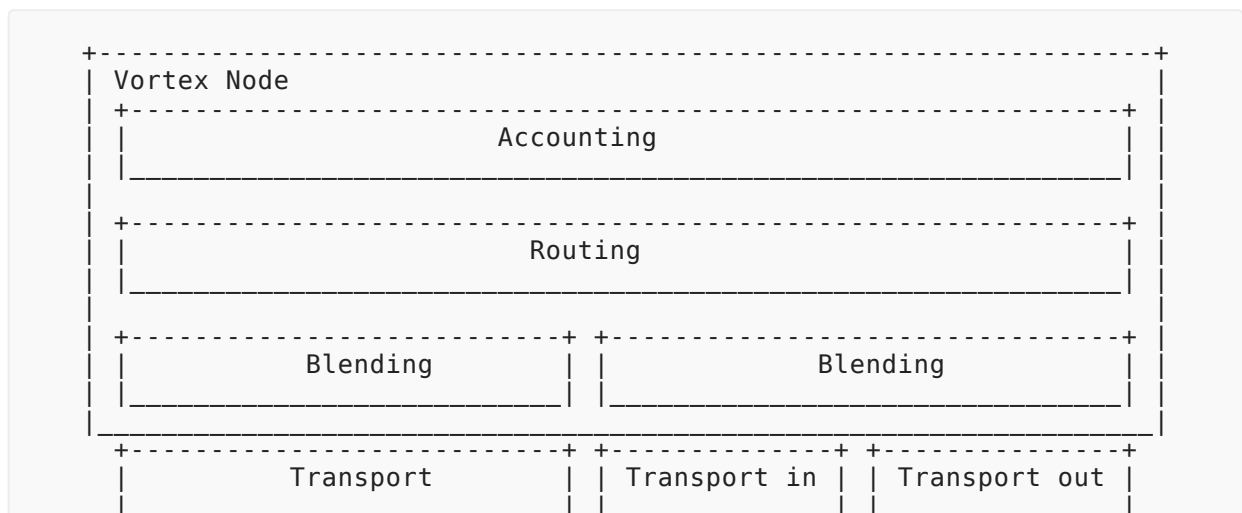 Vortex Node
Accounting
Routing
Blending Blending
Transport Transport in Transport out